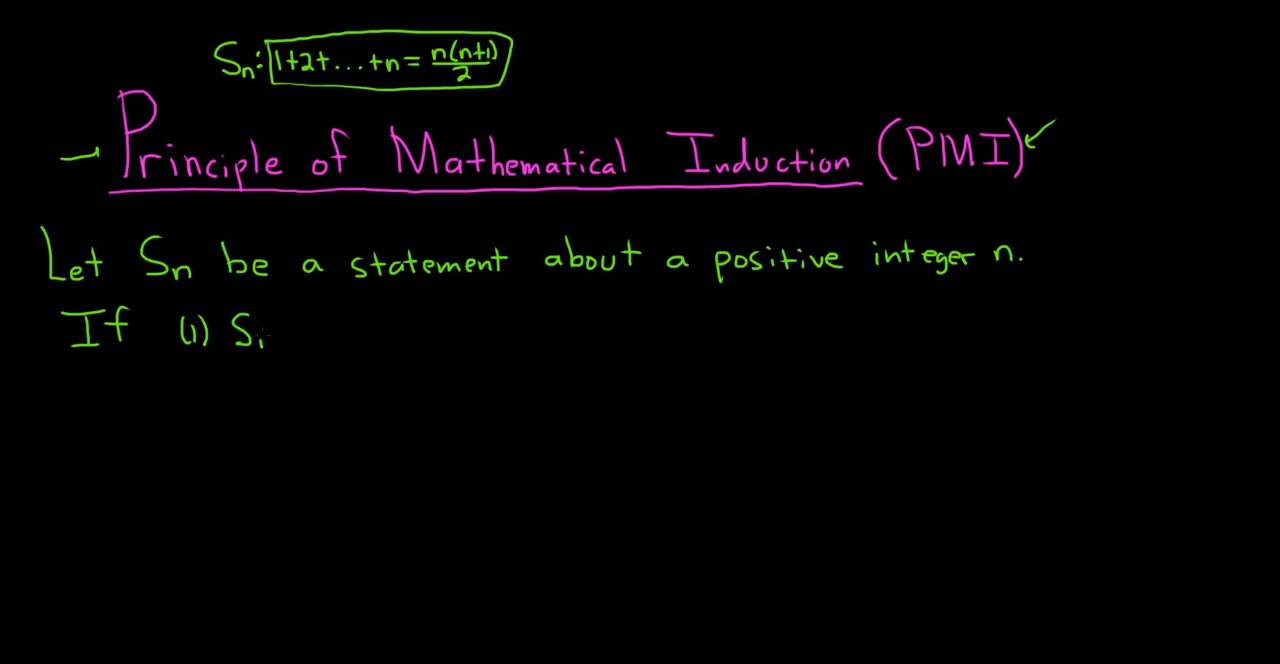 Sn: 1+2+...+n = n(n+1)/2
Principle of Mathematical Induction (PMI)
Let Sn be a statement about a positive integer n.
If (1) S1